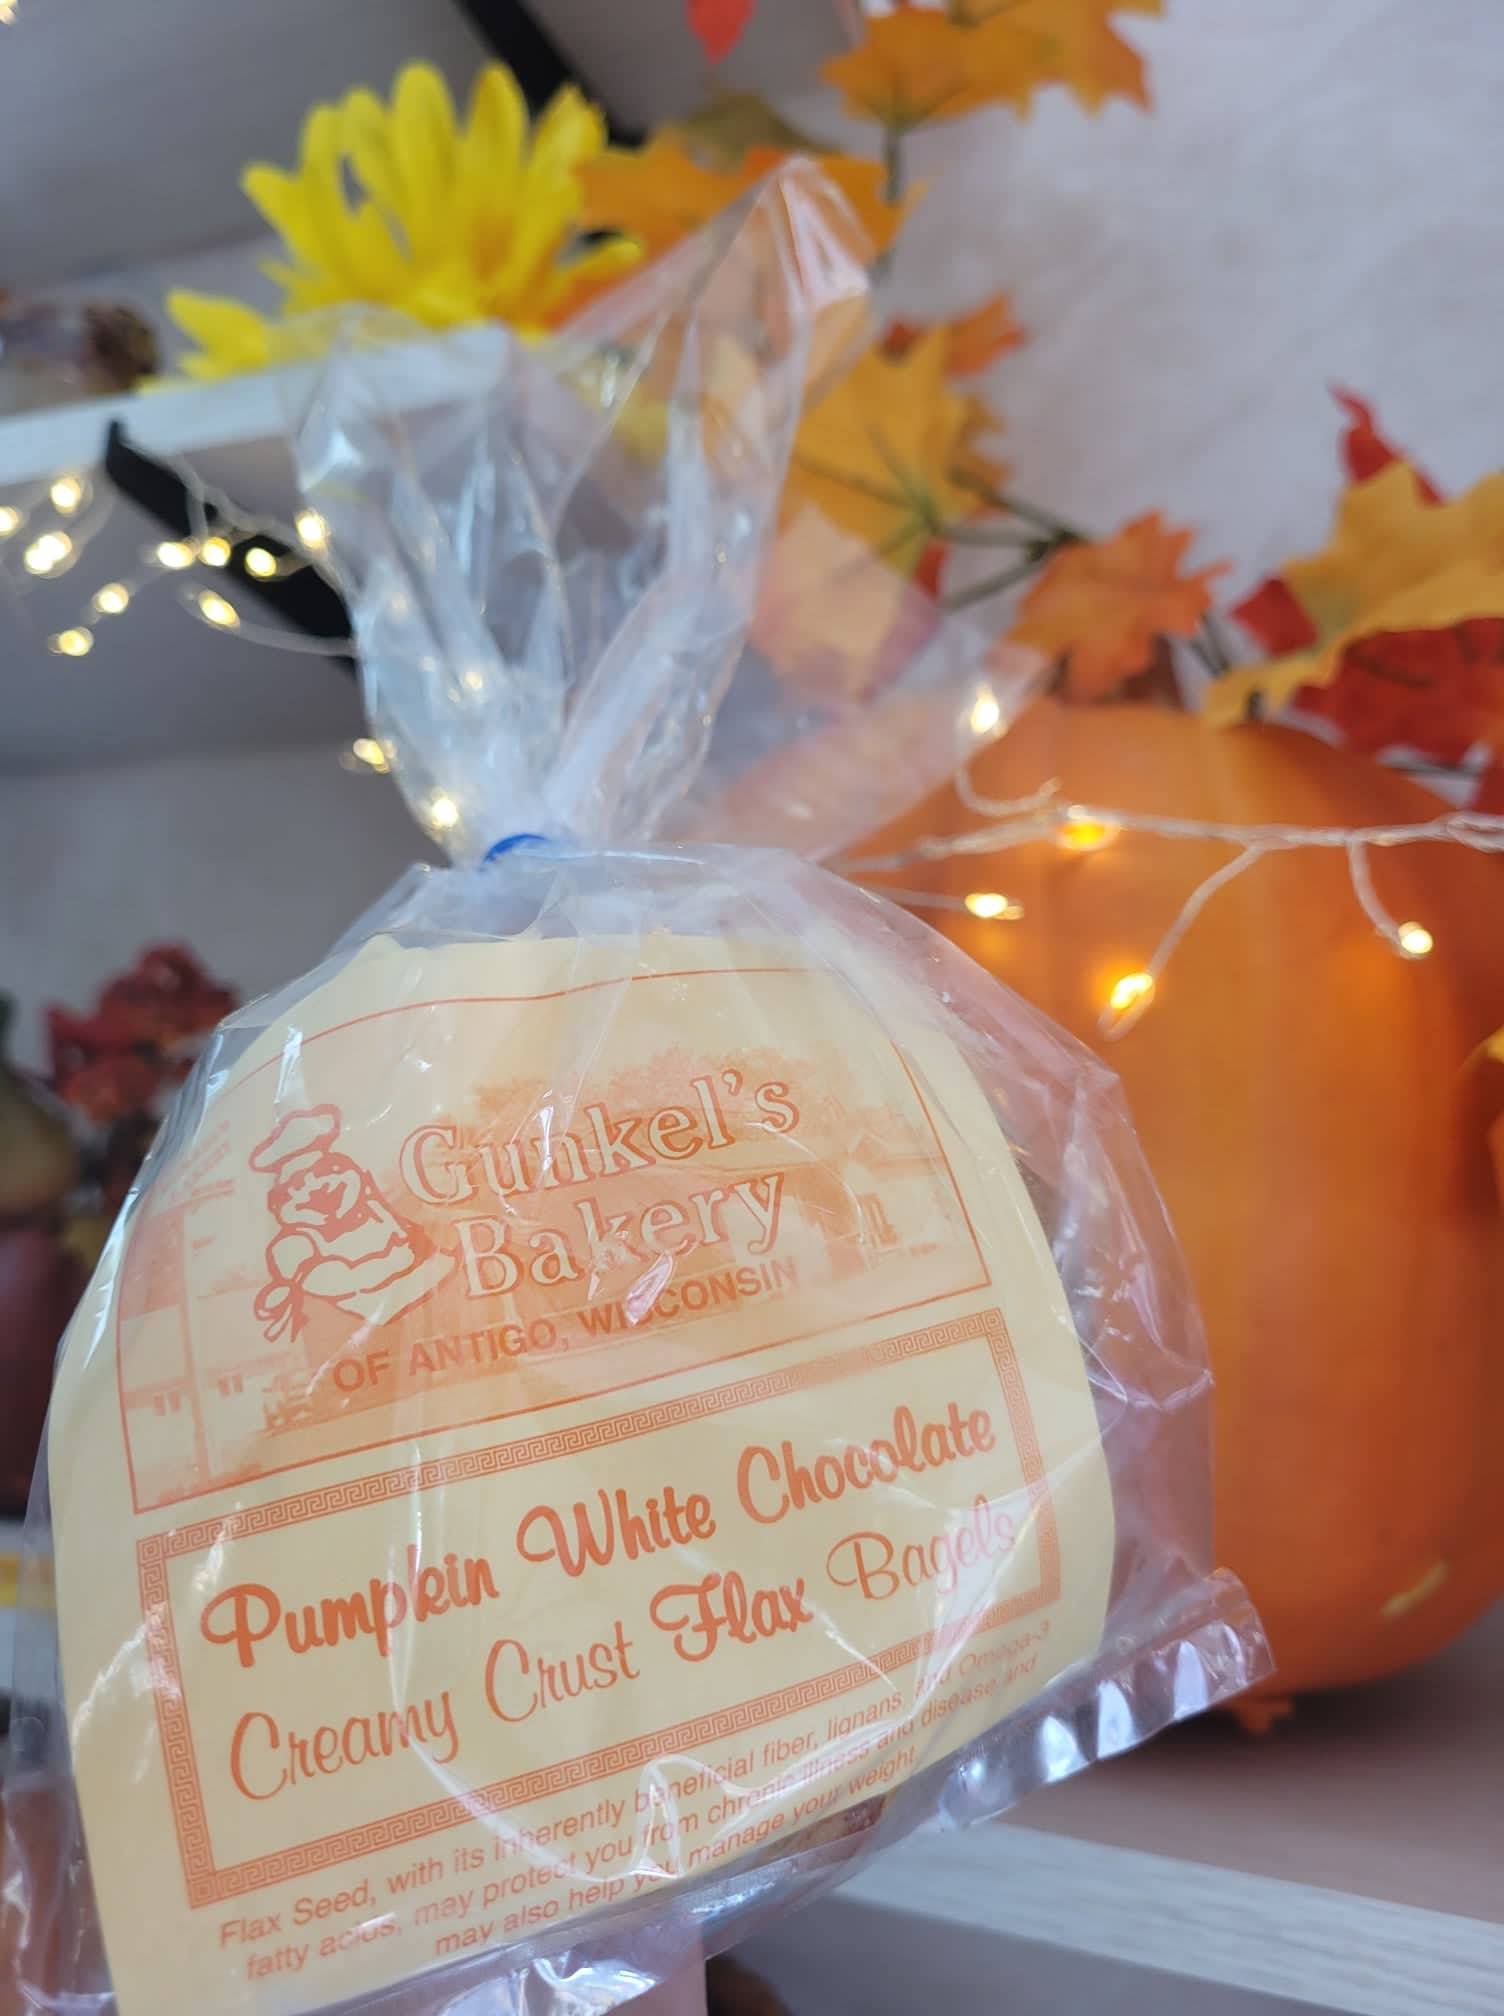 Gunkel's
Bakery
OF ANTIGO, WISCONSIN
Pumpkin White Chocolate
Creamy Crust Flax Bagels
Flax Seed, with its inherently beneficial fiber, lignans, and Omega-3
fatty acids, may protect you from chronic illness and disease and
may also help you manage your weight.